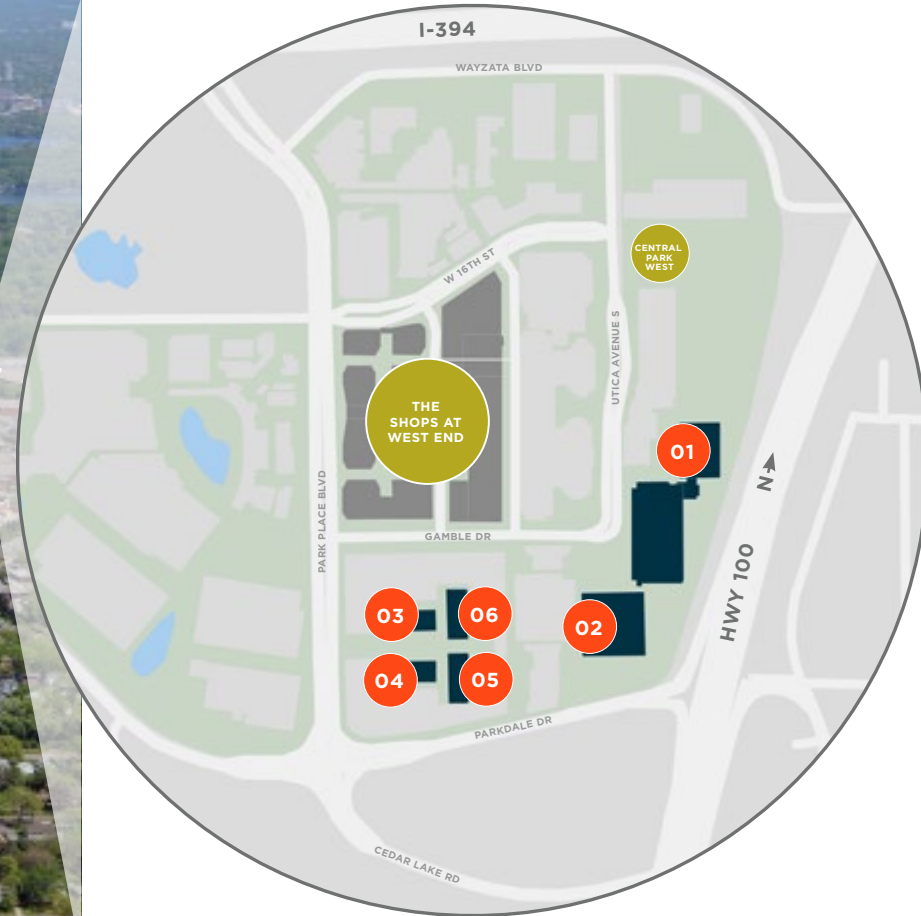 I-394
WAYZATA BLVD
CENTRAL
PARK
WEST
W 16TH ST
UTICA AVENUE S
THE
SHOPS AT
WEST END
01
N
PARK PLACE BLVD
GAMBLE DR
HWY 100
03
06
02
04
05
PARKDALE DR
CEDAR LAKE RD